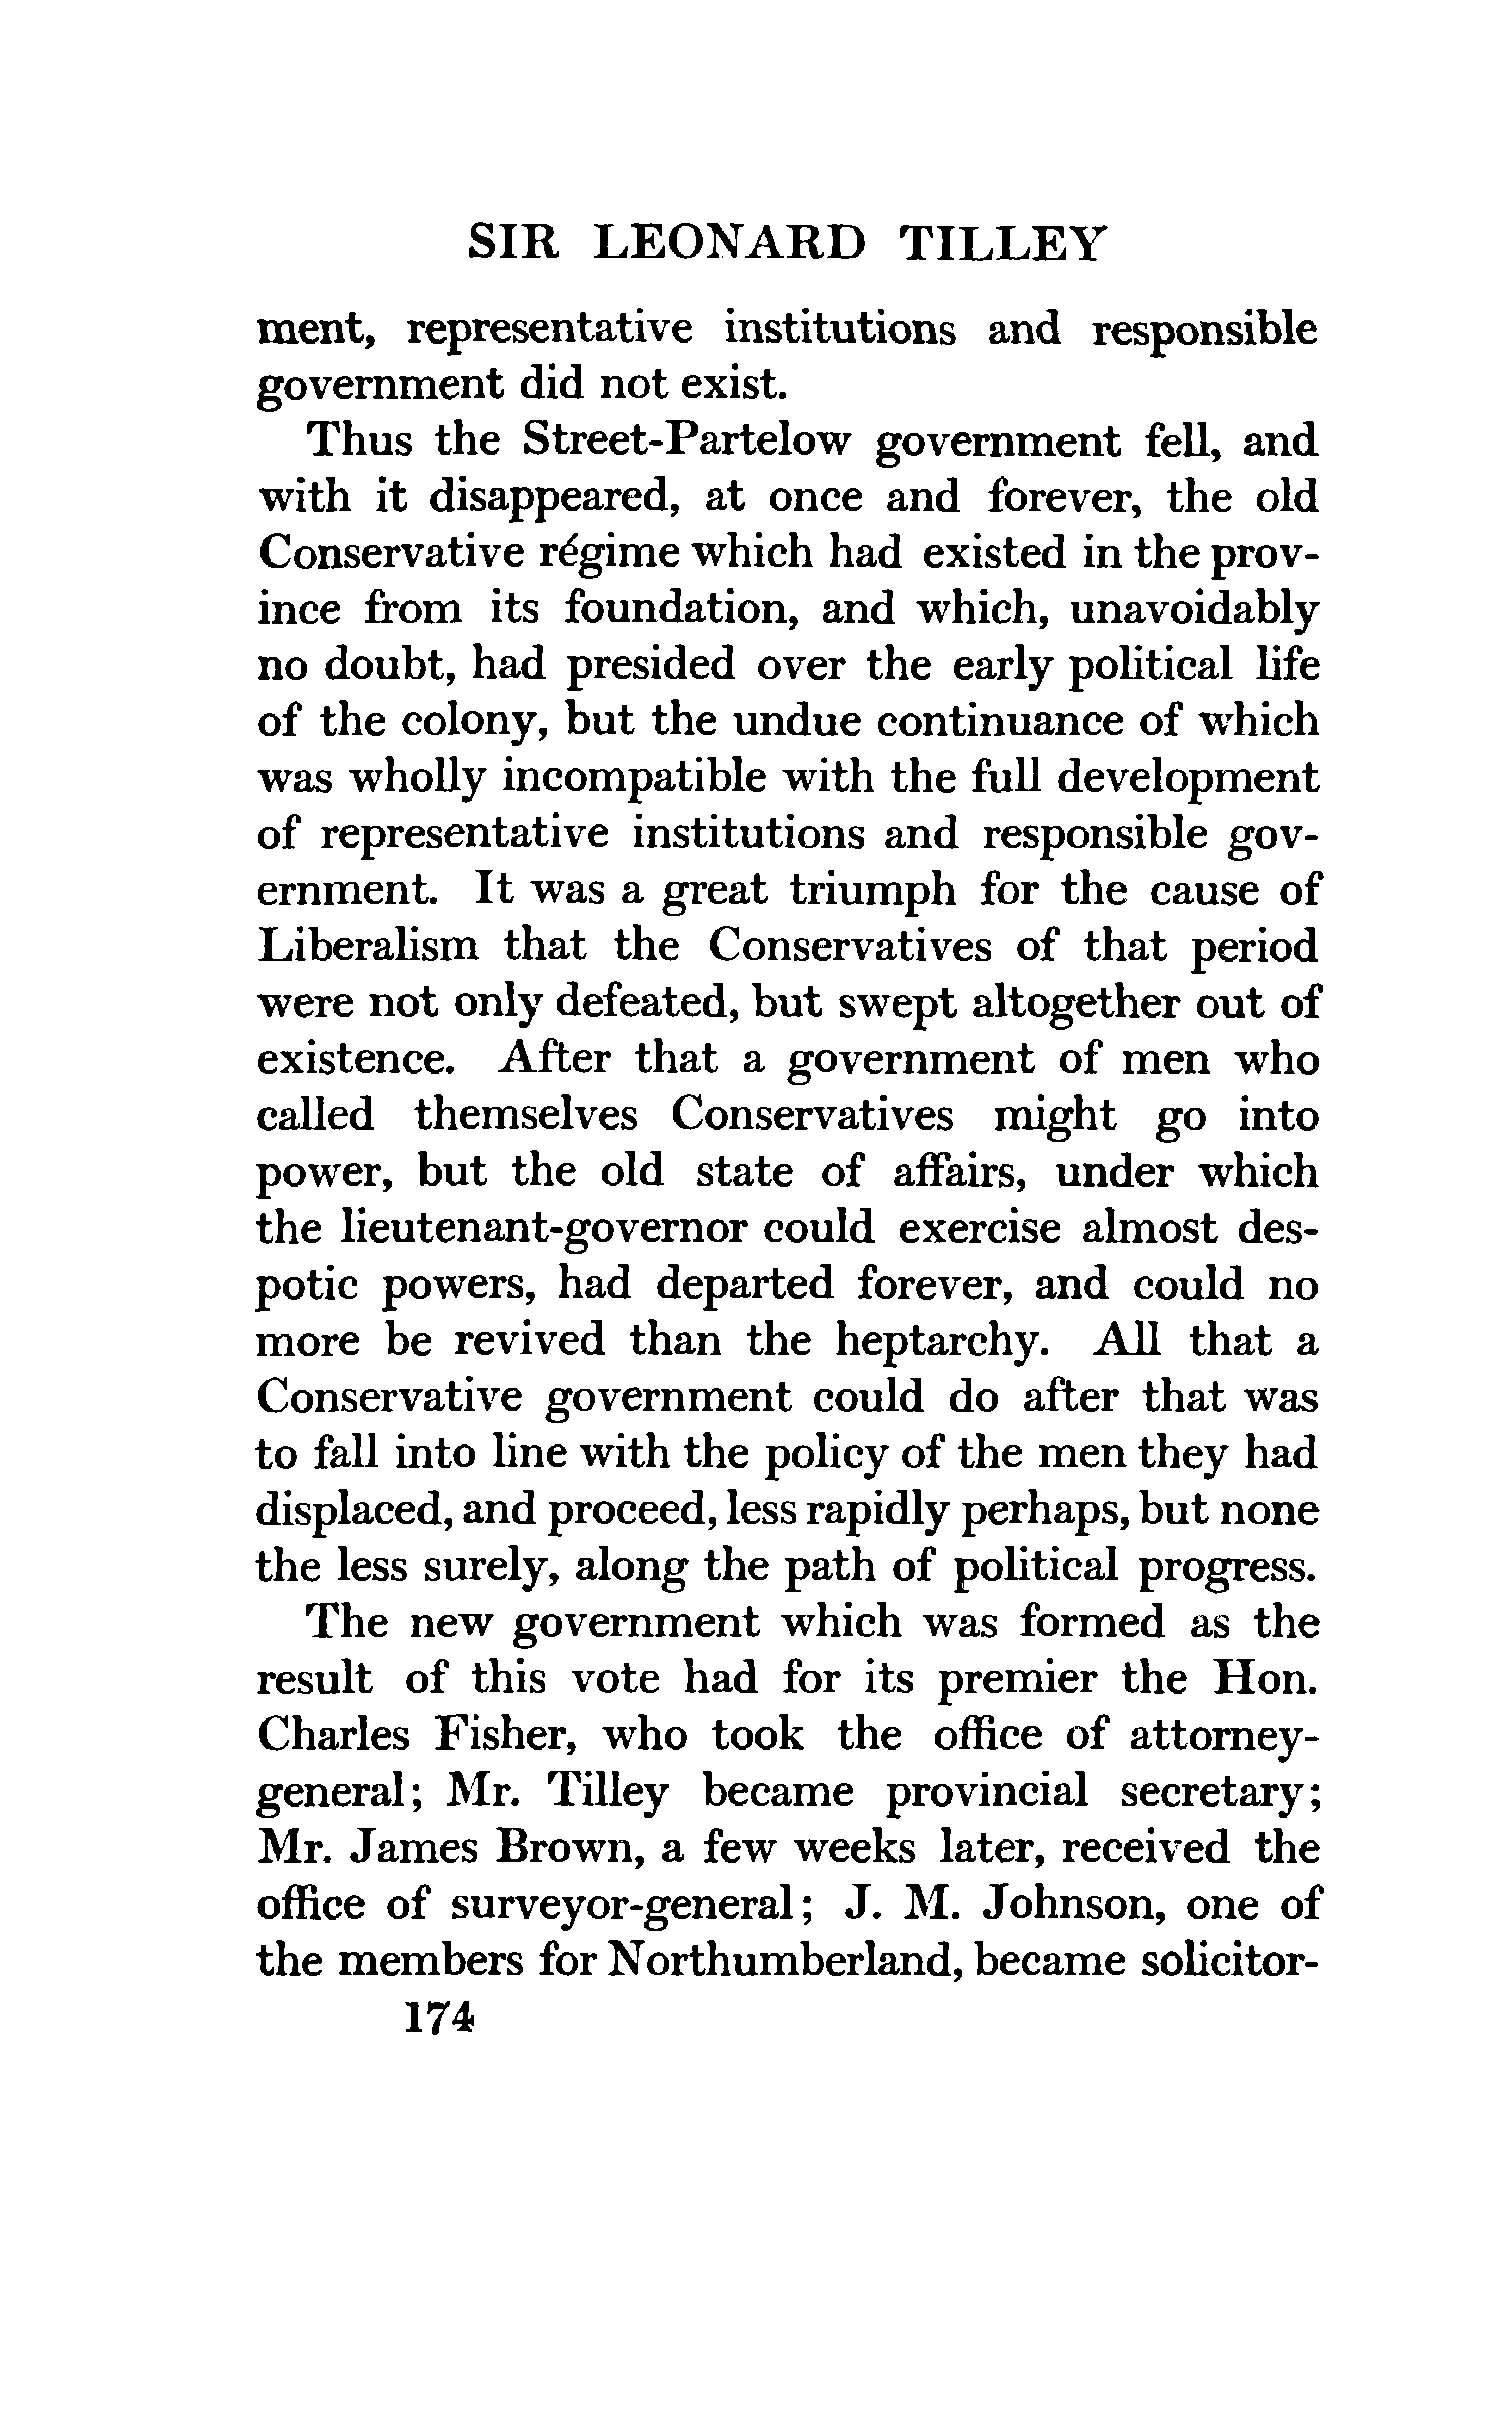 SIR LEONARD TILLEY
ment, representative institutions and responsible
government did not exist.
Thus the Street-Partelow government fell, and
with it disappeared, at once and forever, the old
Conservative régime which had existed in the prov-
ince from its foundation, and which, unavoidably
no doubt, had presided over the early political life
of the colony, but the undue continuance of which
was wholly incompatible with the full development
of representative institutions and responsible gov-
ernment. It was a great triumph for the cause of
Liberalism that the Conservatives of that period
were not only defeated, but swept altogether out of
existence. After that a government of men who
called themselves Conservatives might go into
power, but the old state of affairs, under which
the lieutenant-governor could exercise almost des-
potic powers, had departed forever, and could no
more be revived than the heptarchy. All that a
Conservative government could do after that was
to fall into line with the policy of the men they had
displaced, and proceed, less rapidly perhaps, but none
the less surely, along the path of political progress.
The new government which was formed as the
result of this vote had for its premier the Hon.
Charles Fisher, who took the office of attorney-
general; Mr. Tilley became provincial secretary;
Mr. James Brown, a few weeks later, received the
office of surveyor-general; J. M. Johnson, one of
the members for Northumberland, became solicitor-
174